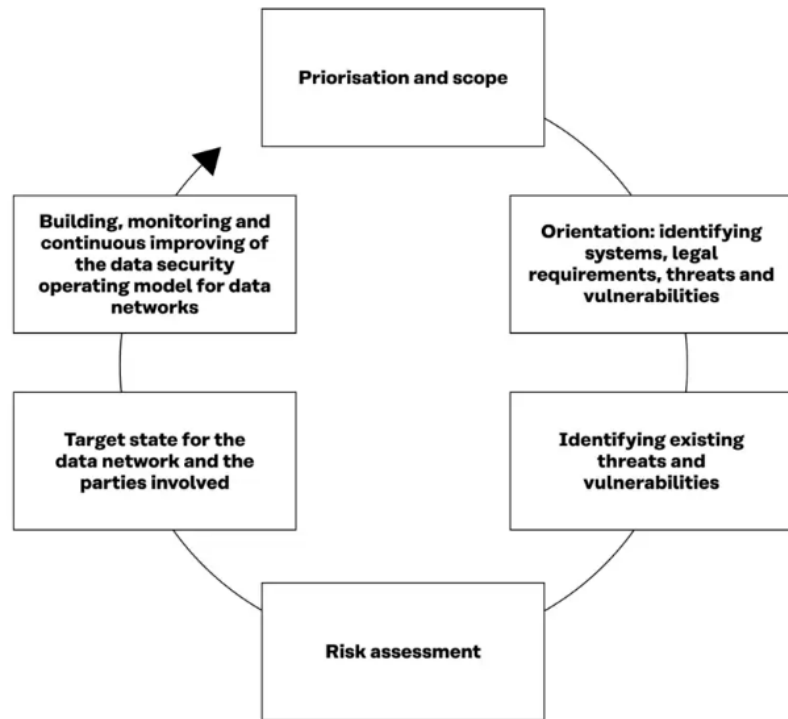 Priorisation and scope
Orientation: identifying
systems, legal
requirements, threats and
vulnerabilities
Identifying existing
threats and
vulnerabilities
Risk assessment
Target state for the
data network and the
parties involved
Building, monitoring and
continuous improving of
the data security
operating model for data
networks